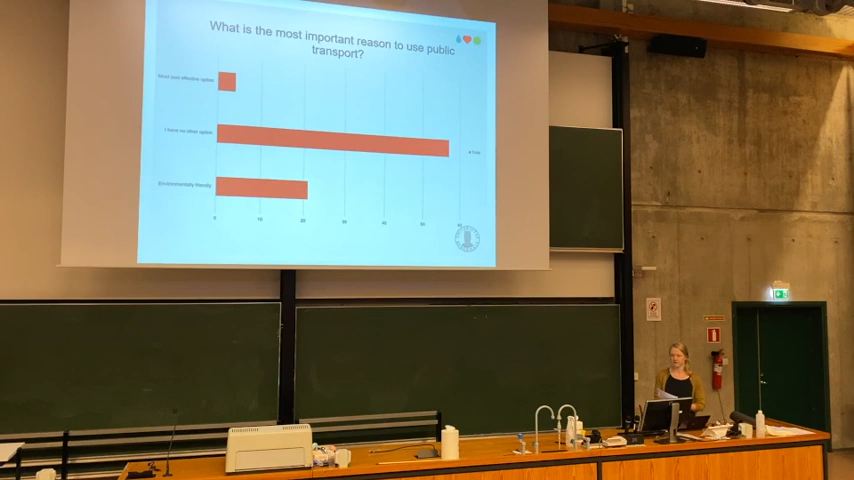 What is the most important reason to use public
transport?
Most cost effective option
I have no other option
Environmentally friendly
0
10
20
30
40
50
60